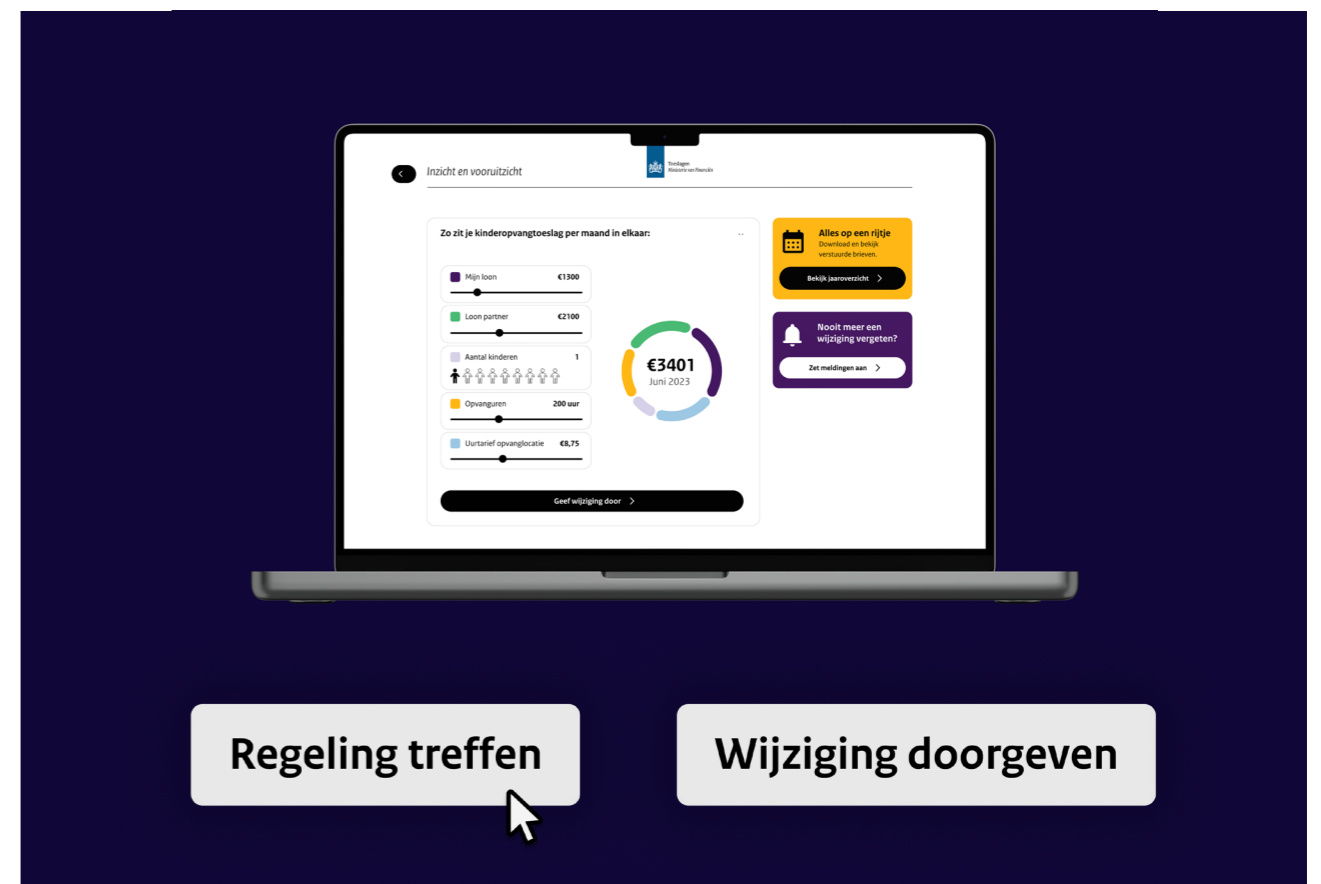 Inzicht en vooruitzicht
Toeslagen
Ministerie van Financiën
Zo zit je kinderopvangtoeslag per maand in elkaar:
Mijn loon €1300
Loon partner €2100
Aantal kinderen 1
Opvanguren 200 uur
Uurtarief opvanglocatie €8,75
€3401
Juni 2023
Geef wijziging door
Alles op een rijtje
Download en bekijk
verstuurde brieven.
Bekijk jaaroverzicht
Nooit meer een
wijziging vergeten?
Zet meldingen aan
Regeling treffen
Wijziging doorgeven